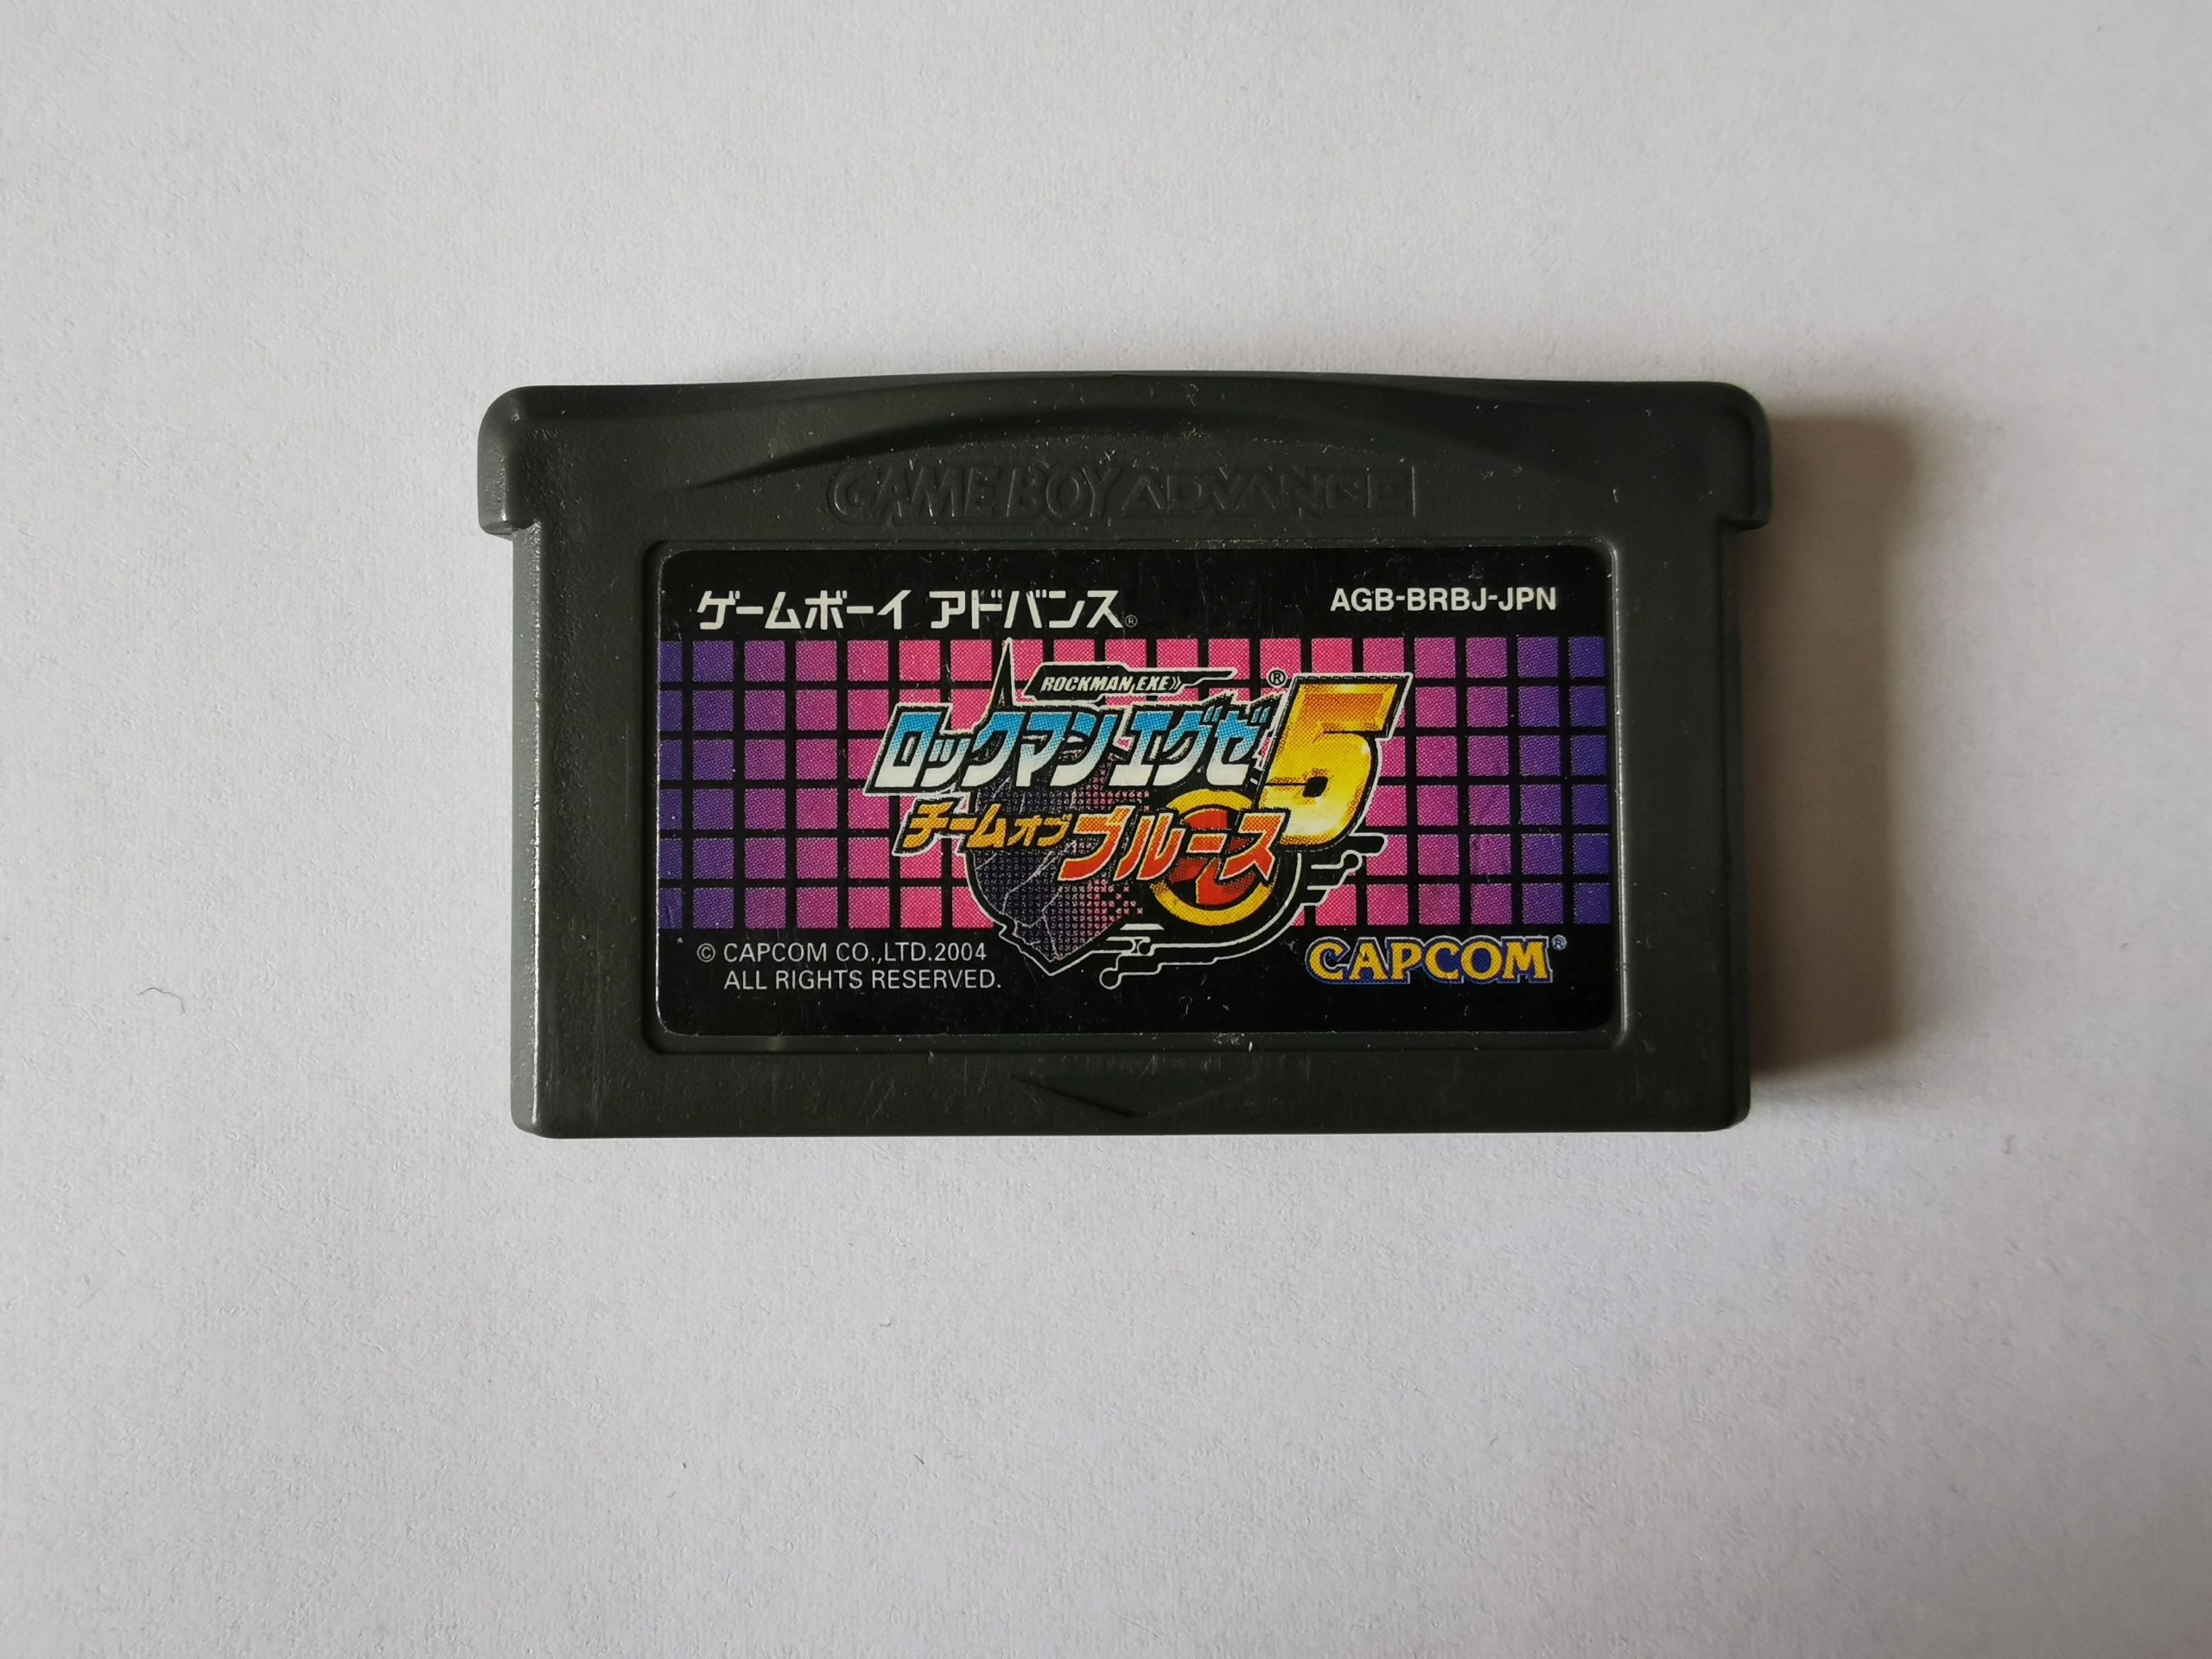 GAME BOY ADVANCE
ゲームボーイ アドバンス® AGB-BRBJ-JPN
ROCKMAN EXE》 ®
ロックマンエグゼ5
チームオブブルース
© CAPCOM CO.,LTD.2004
ALL RIGHTS RESERVED.
CAPCOM®